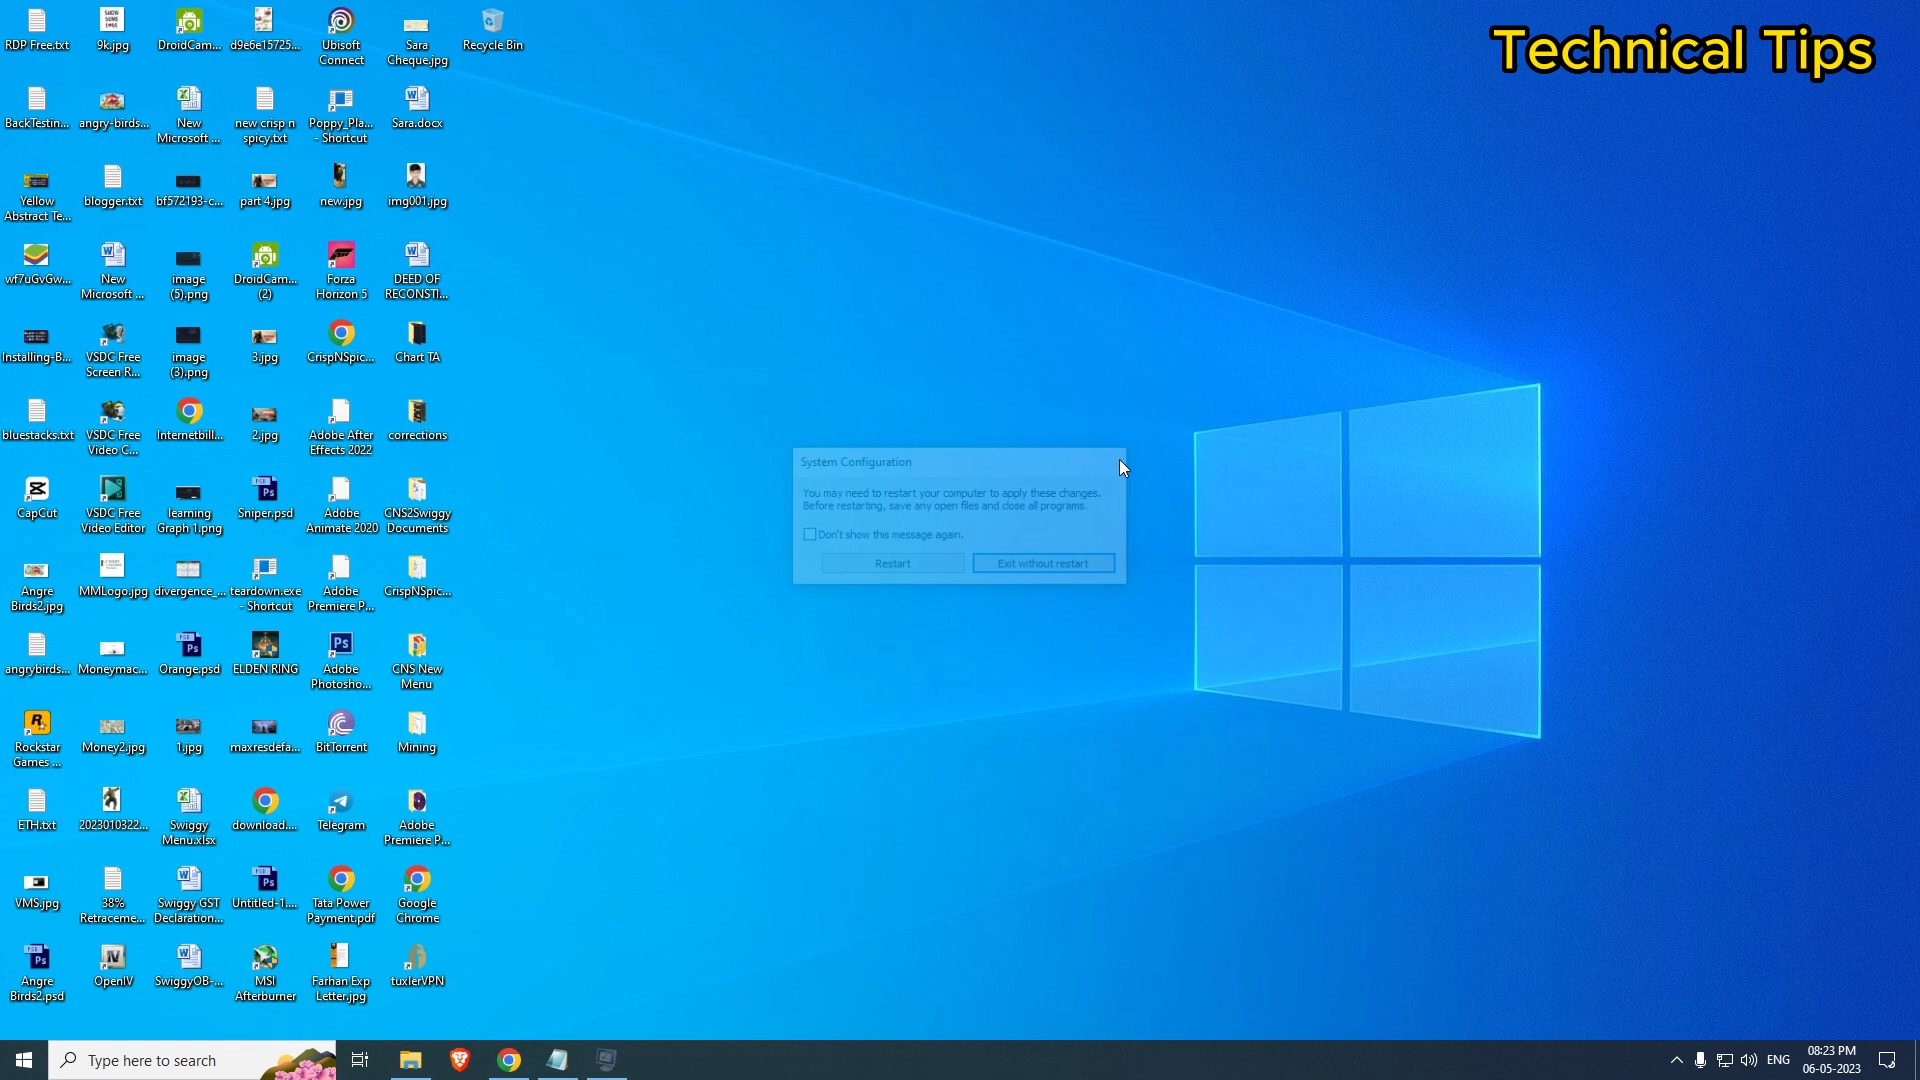 Technical Tips
RDP Free.txt
9k.jpg
DroidCam...
d9e6e15725...
Ubisoft
Connect
Sara
Cheque.jpg
Recycle Bin
BackTestin...
angry-birds...
New
Microsoft ...
new crisp n
spicy.txt
Poppy_Pla...
- Shortcut
Sara.docx
Yellow
Abstract Te...
blogger.txt
bf572193-c...
part 4.jpg
new.jpg
img001.jpg
wf7uGvGw...
New
Microsoft ...
image
(5).png
DroidCam...
(2)
Forza
Horizon 5
DEED OF
RECONSTI...
Installing-B...
VSDC Free
Screen R...
image
(3).png
3.jpg
CrispNSpic...
Chart TA
bluestacks.txt
VSDC Free
Video C...
Internetbill...
2.jpg
Adobe After
Effects 2022
corrections
CapCut
VSDC Free
Video Editor
learning
Graph 1.png
Sniper.psd
Adobe
Animate 2020
CNS2Swiggy
Documents
Angre
Birds2.jpg
MMLogo.jpg
divergence_...
teardown.exe
- Shortcut
Adobe
Premiere P...
CrispNSpic...
angrybirds...
Moneymac...
Orange.psd
ELDEN RING
Adobe
Photosho...
CNS New
Menu
Rockstar
Games ...
Money2.jpg
1.jpg
maxresdefa...
BitTorrent
Mining
ETH.txt
2023010322...
Swiggy
Menu.xlsx
download....
Telegram
Adobe
Premiere P...
VMS.jpg
38%
Retraceme...
Swiggy GST
Declaration...
Untitled-1....
Tata Power
Payment.pdf
Google
Chrome
Angre
Birds2.psd
OpenIV
SwiggyOB-...
MSI
Afterburner
Farhan Exp
Letter.jpg
tuxlerVPN
System Configuration
You may need to restart your computer to apply these changes.
Before restarting, save any open files and close all programs.
Don't show this message again.
Restart
Exit without restart
Type here to search
ENG
08:23 PM
06-05-2023